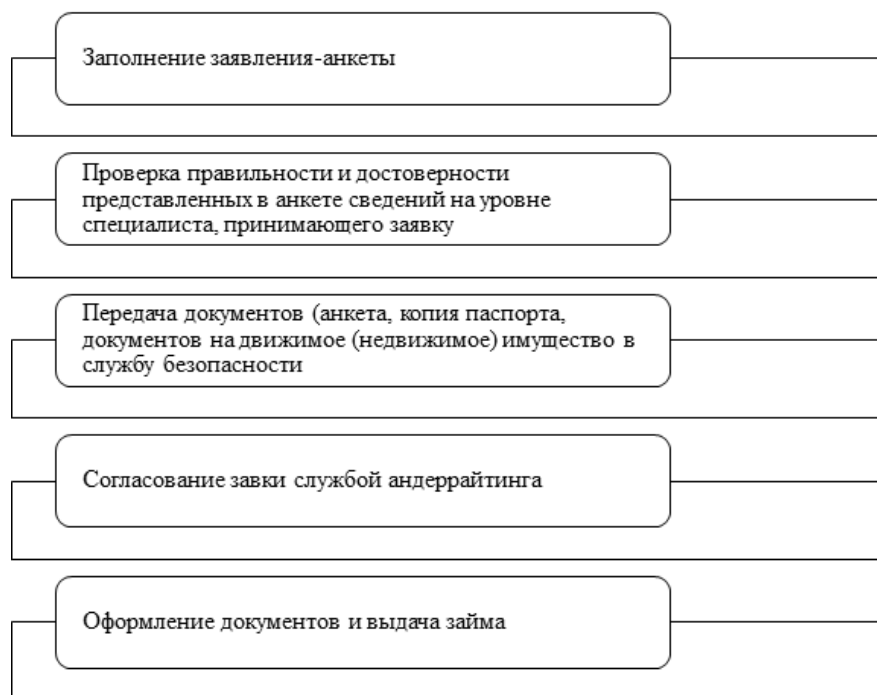 Заполнение заявления-анкеты
Проверка правильности и достоверности
представленных в анкете сведений на уровне
специалиста, принимающего заявку
Передача документов (анкета, копия паспорта,
документов на движимое (недвижимое) имущество в
службу безопасности
Согласование завки службой андеррайтинга
Оформление документов и выдача займа